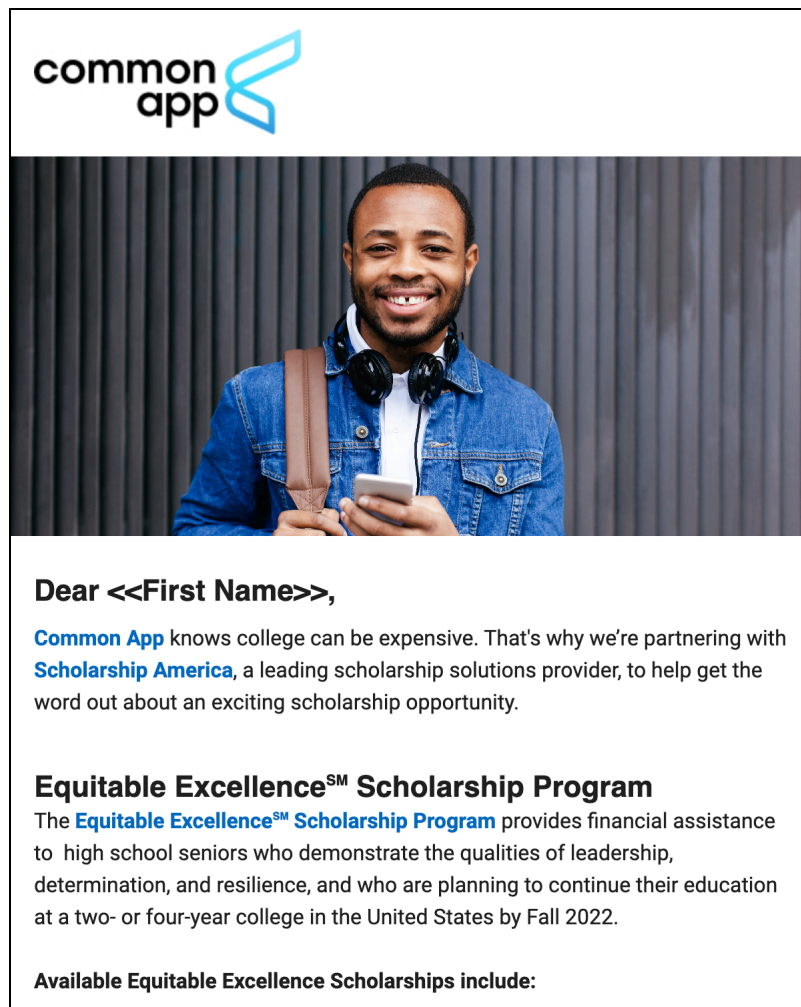 common
app
Dear <<First Name>>,
Common App knows college can be expensive. That's why we’re partnering with
Scholarship America, a leading scholarship solutions provider, to help get the
word out about an exciting scholarship opportunity.
Equitable Excellence℠ Scholarship Program
The Equitable Excellence℠ Scholarship Program provides financial assistance
to  high school seniors who demonstrate the qualities of leadership,
determination, and resilience, and who are planning to continue their education
at a two- or four-year college in the United States by Fall 2022.
Available Equitable Excellence Scholarships include: